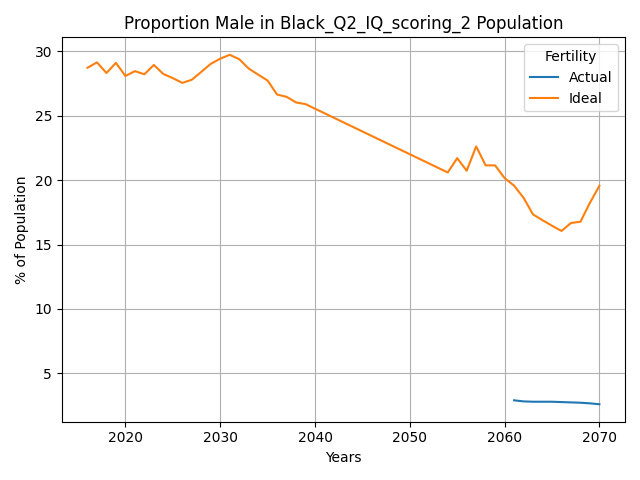 Proportion Male in Black_Q2_IQ_scoring_2 Population
Fertility
Actual
Ideal
% of Population
30
25
20
15
10
5
2020
2030
2040
2050
2060
2070
Years